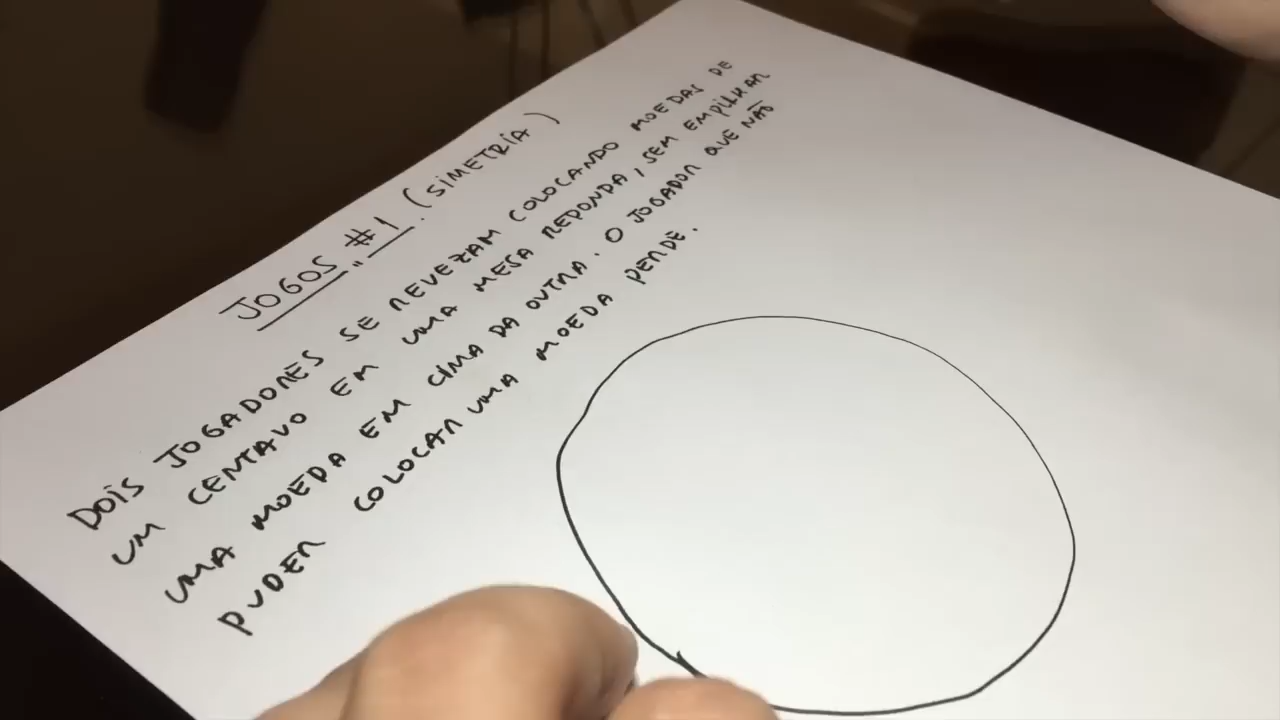 JOGOS #1 (SIMETRIA)
DOIS JOGADORES SE REVEZAM COLOCANDO MOEDAS DE
UM CENTAVO EM UMA MESA REDONDA, SEM EMPILHAR
UMA MOEDA EM CIMA DA OUTRA. O JOGADOR QUE NÃO
PUDER COLOCAR UMA MOEDA PERDE.